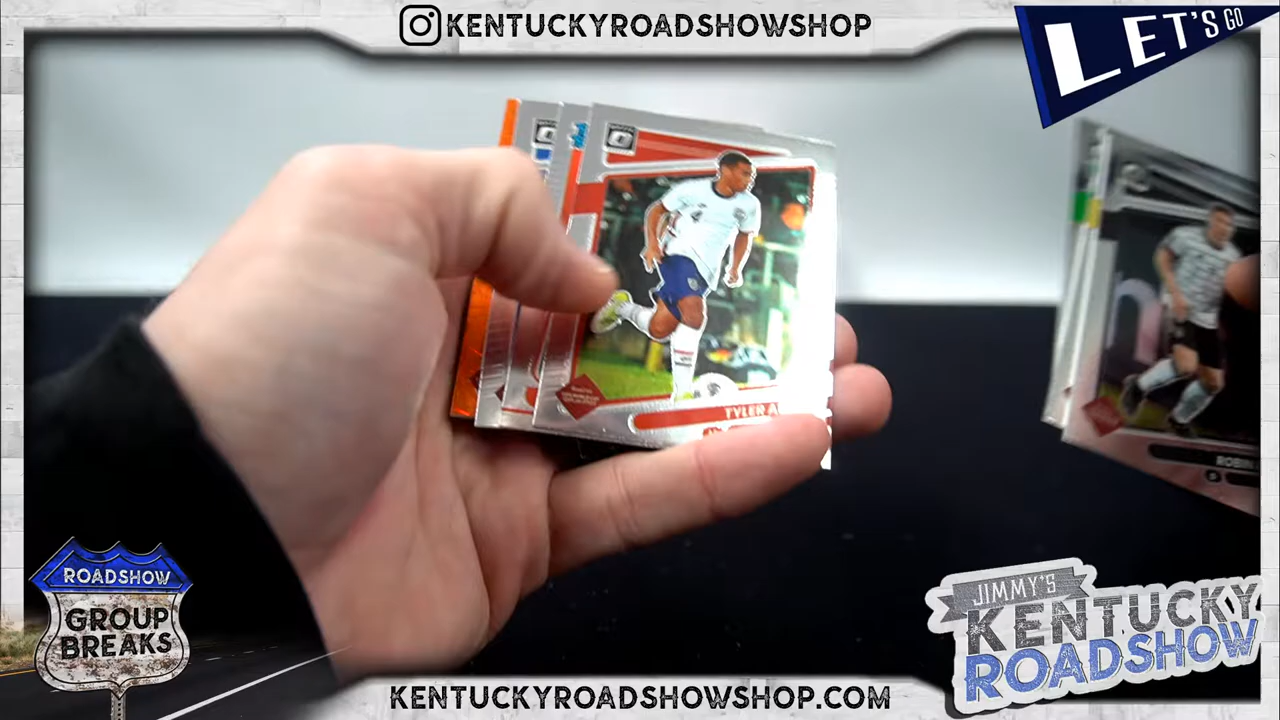 KENTUCKYROADSHOWSHOP
LET'S GO
TYLER A
ROBIN
ROADSHOW
GROUP
BREAKS
JIMMY'S
KENTUCKY
ROADSHOW
KENTUCKYROADSHOWSHOP.COM